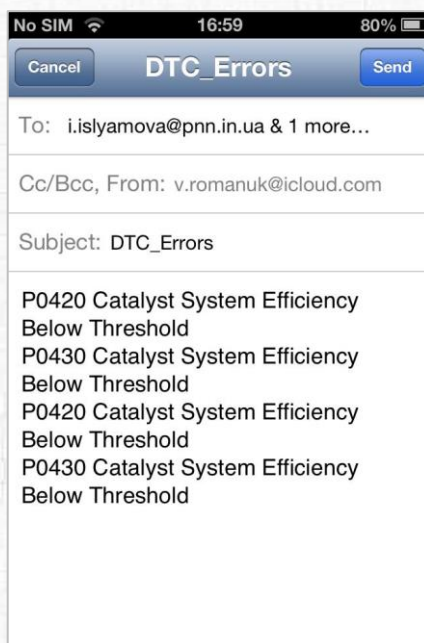 No SIM 16:59 80%
Cancel DTC_Errors Send
To: i.islyamova@pnn.in.ua & 1 more…
Cc/Bcc, From: v.romanuk@icloud.com
Subject: DTC_Errors
P0420 Catalyst System Efficiency
Below Threshold
P0430 Catalyst System Efficiency
Below Threshold
P0420 Catalyst System Efficiency
Below Threshold
P0430 Catalyst System Efficiency
Below Threshold